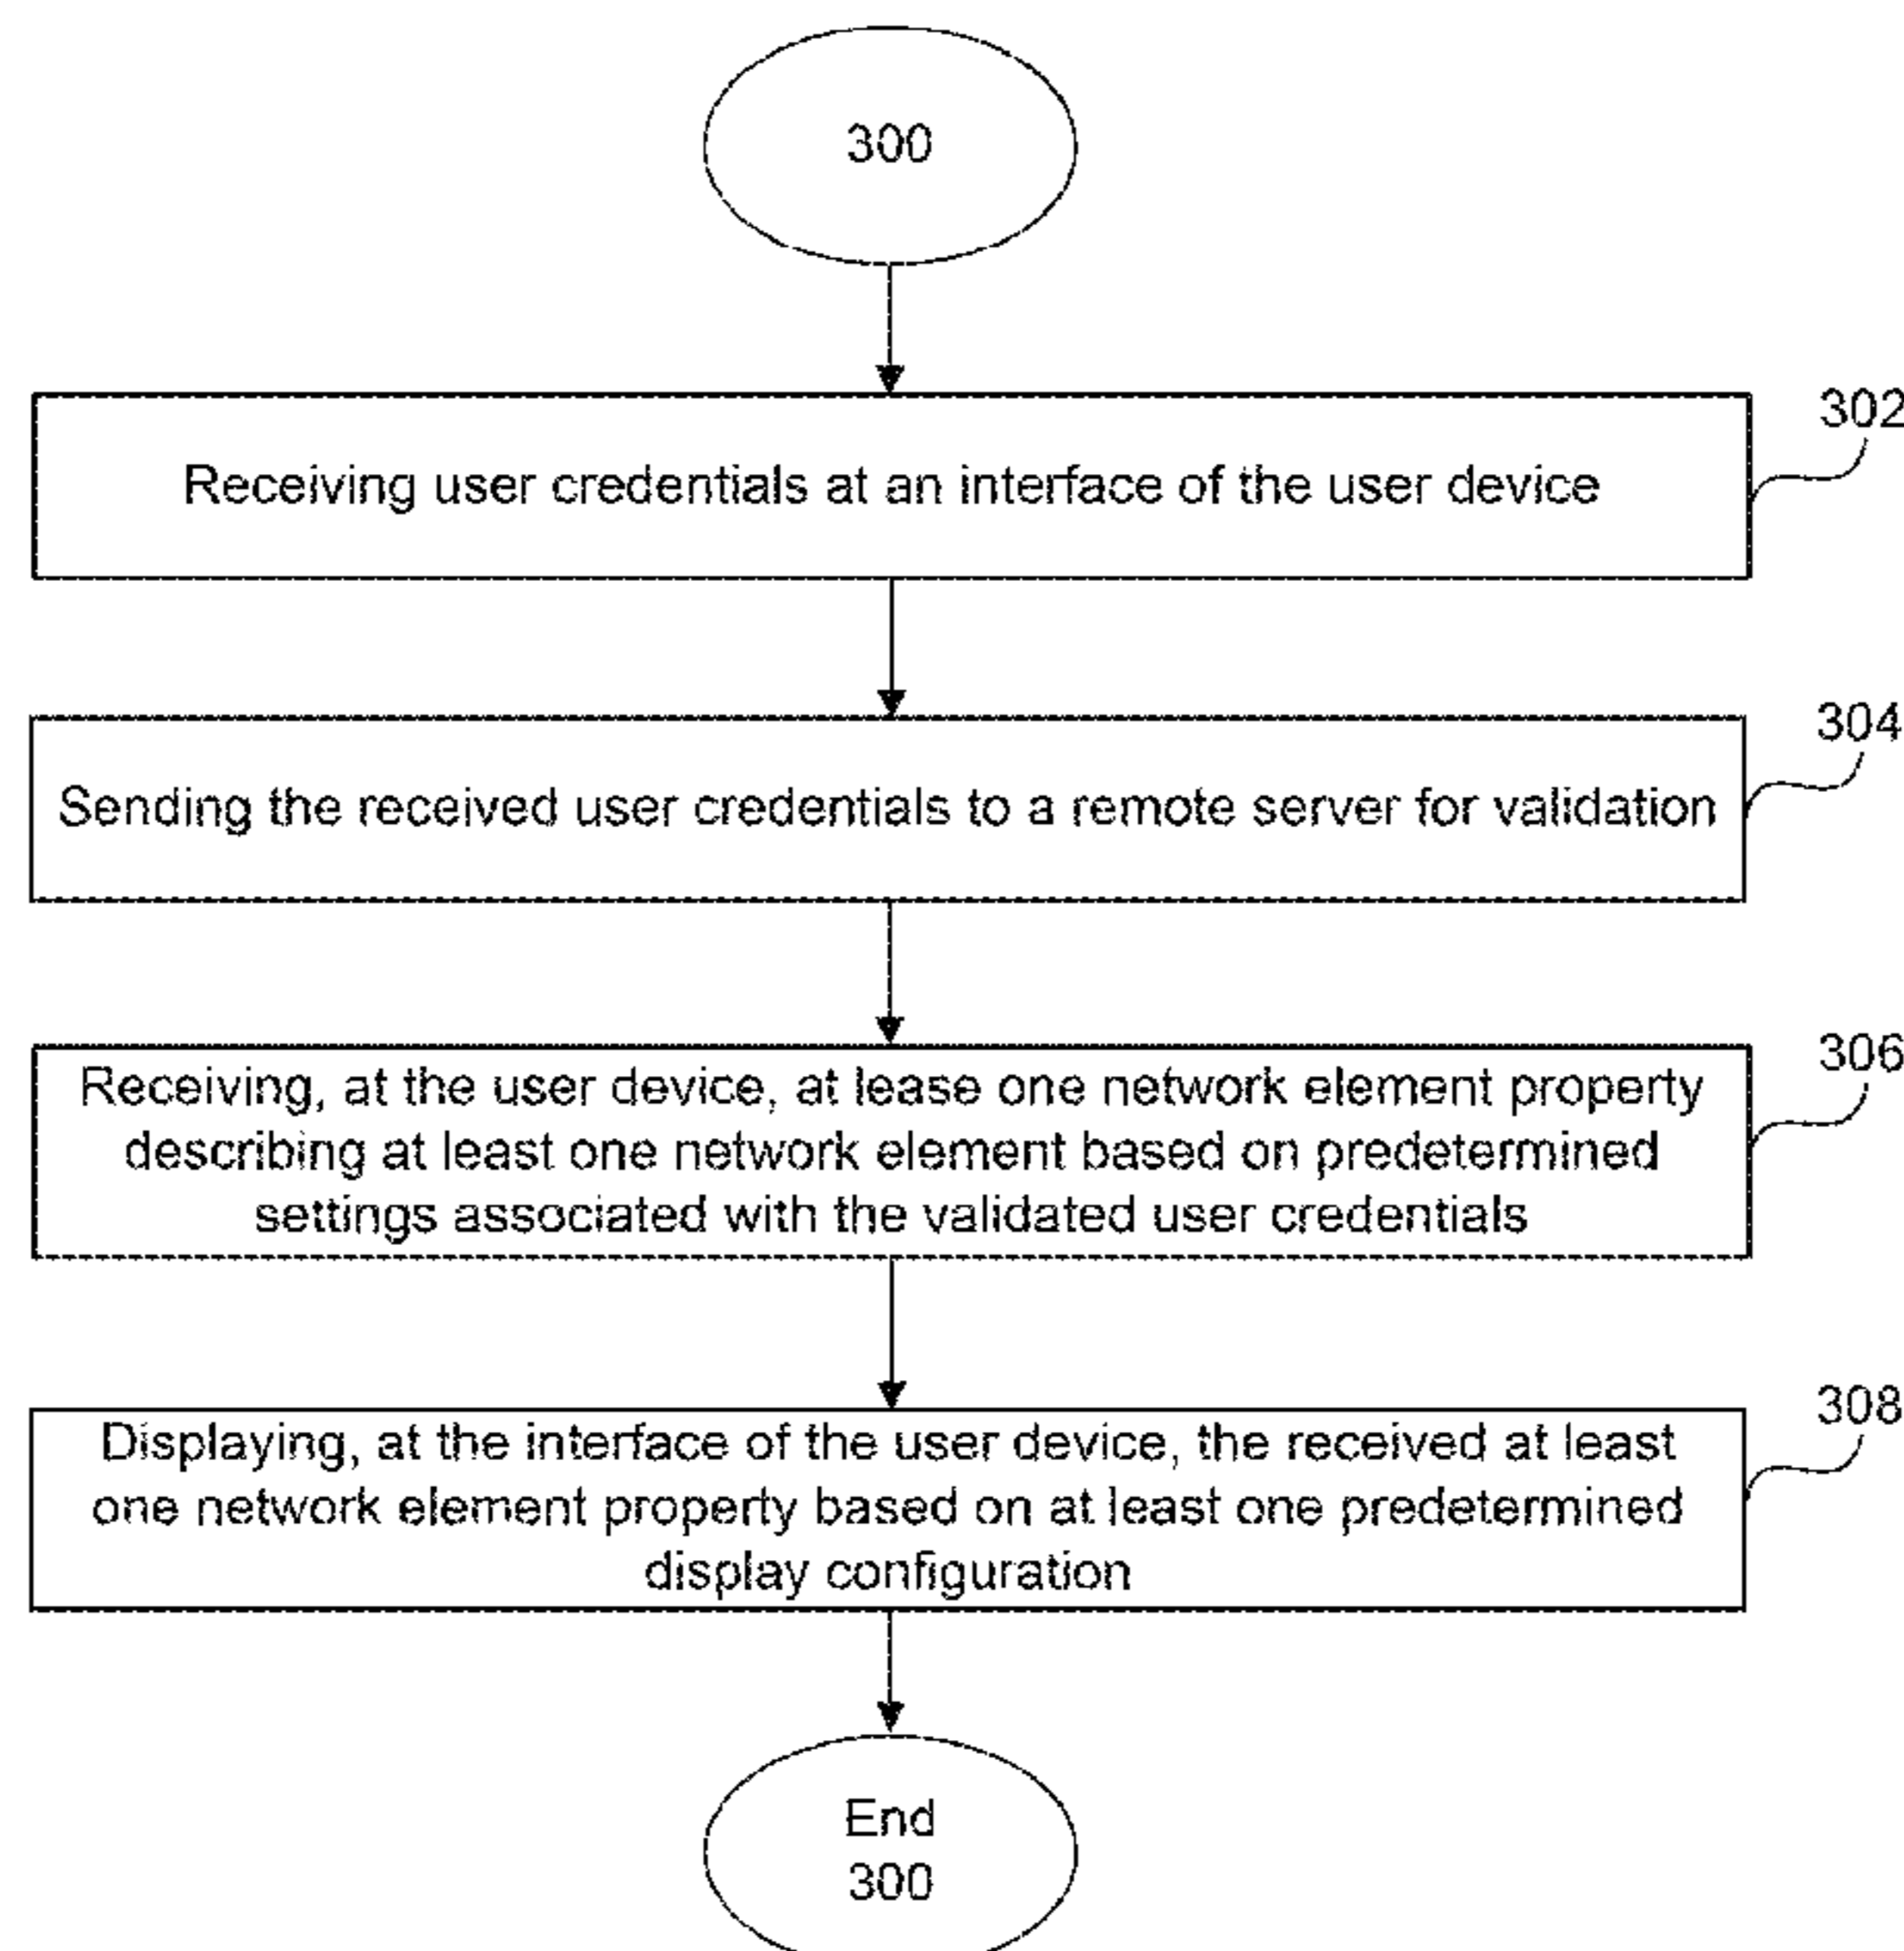 300
302
Receiving user credentials at an interface of the user device
304
Sending the received user credentials to a remote server for validation
306
Receiving, at the user device, at lease one network element property
describing at least one network element based on predetermined
settings associated with the validated user credentials
308
Displaying, at the interface of the user device, the received at least
one network element property based on at least one predetermined
display configuration
End
300